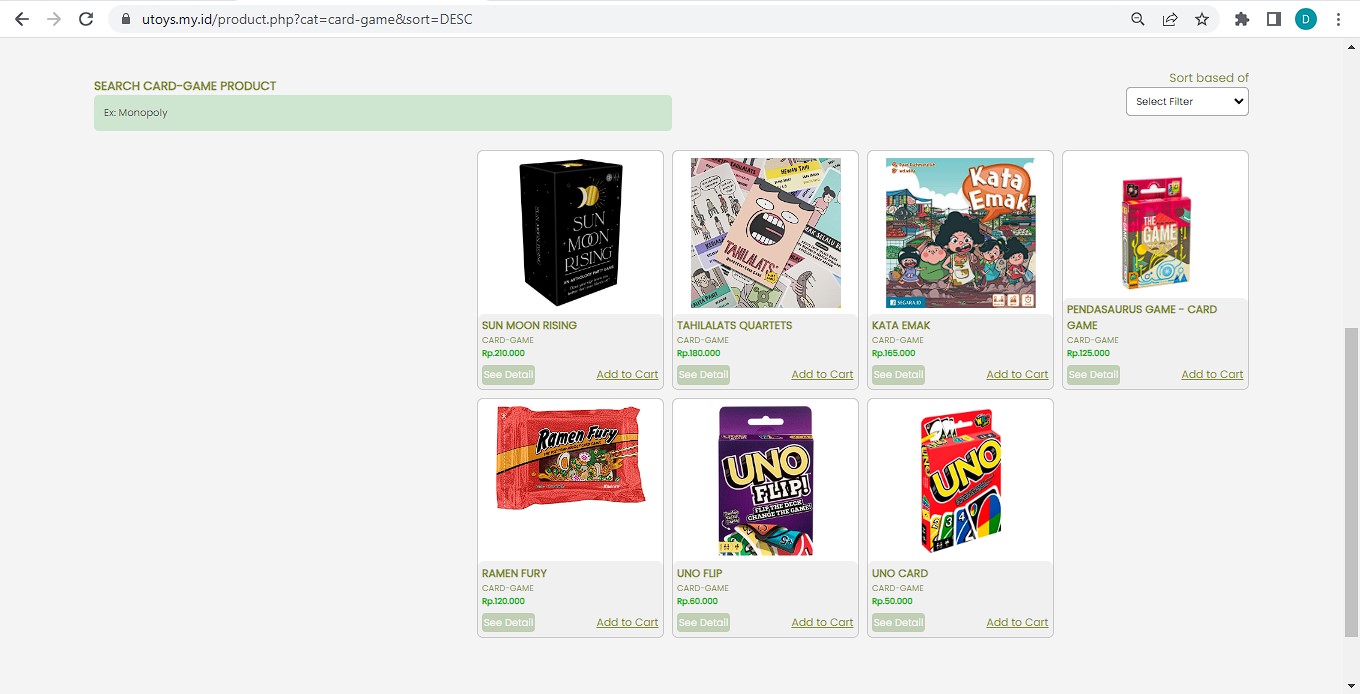 utoys.my.id/product.php?cat=card-game&sort=DESC
D
SEARCH CARD-GAME PRODUCT
Ex: Monopoly
Sort based of
Select Filter
SUN
MOON
RISING
AN ANTHOLOGY PARTY GAME
SUN MOON RISING
CARD-GAME
Rp.210.000
See Detail
Add to Cart
TAHILALATS
TAHILALATS QUARTETS
CARD-GAME
Rp.180.000
See Detail
Add to Cart
Kata
Emak
SEGARA.ID
KATA EMAK
CARD-GAME
Rp.165.000
See Detail
Add to Cart
THE
GAME
PENDASAURUS GAME - CARD
GAME
CARD-GAME
Rp.125.000
See Detail
Add to Cart
Ramen Fury
RAMEN FURY
CARD-GAME
Rp.120.000
See Detail
Add to Cart
UNO
FLIP!
FLIP THE DECK
CHANGE THE GAME!
UNO FLIP
CARD-GAME
Rp.60.000
See Detail
Add to Cart
UNO
3
4
UNO CARD
CARD-GAME
Rp.50.000
See Detail
Add to Cart